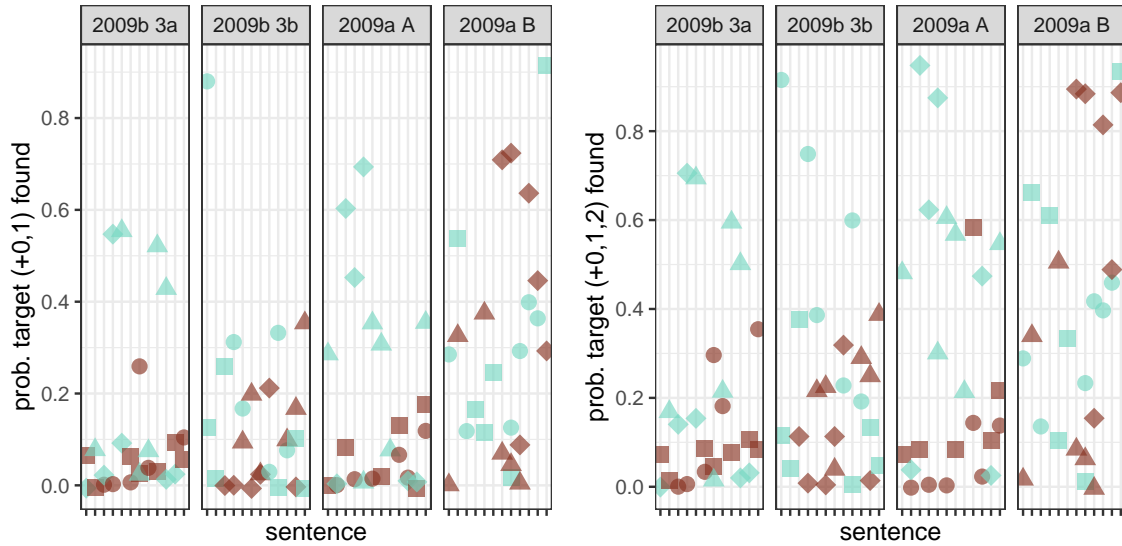 2009b 3a 2009b 3b 2009a A 2009a B
prob. target (+0,1) found
0.8
0.6
0.4
0.2
0.0
sentence
2009b 3a 2009b 3b 2009a A 2009a B
prob. target (+0,1,2) found
0.8
0.6
0.4
0.2
0.0
sentence